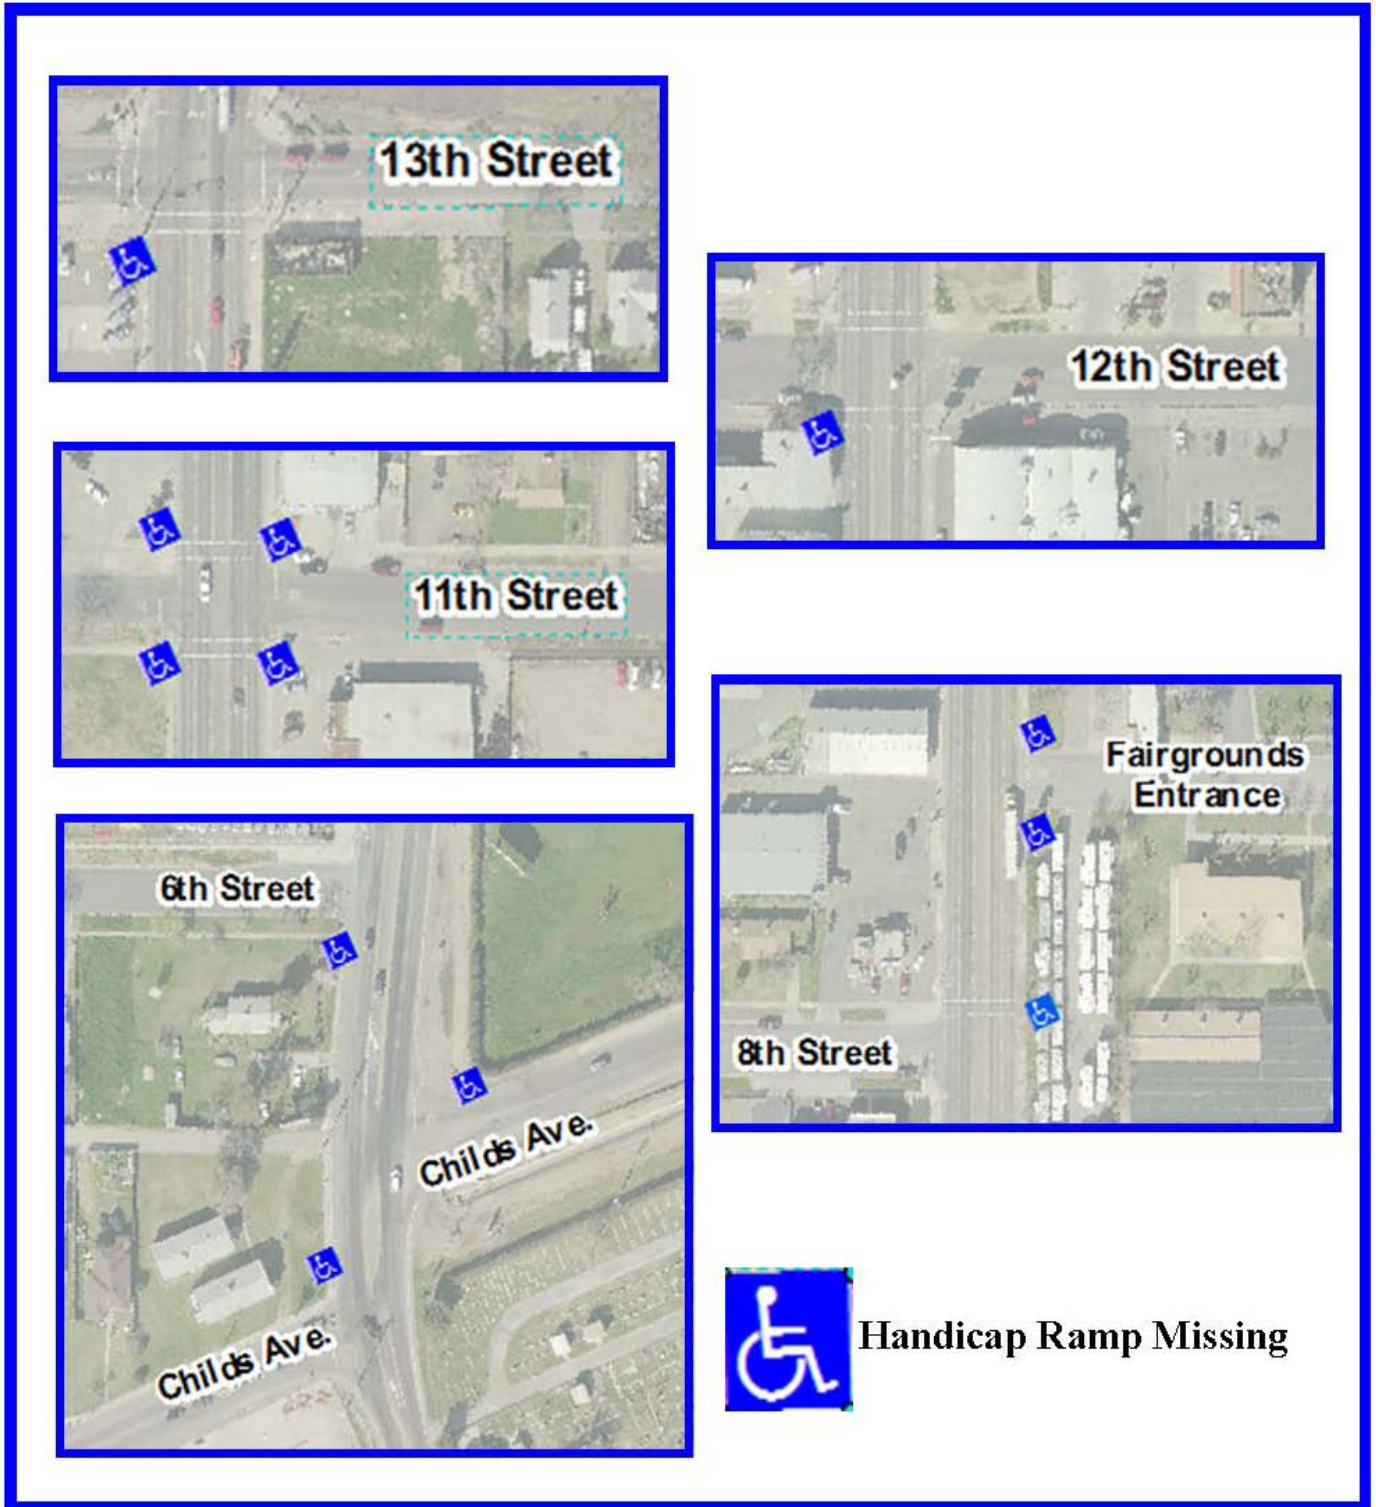 13th Street
12th Street
11th Street
Fairgrounds
Entrance
8th Street
6th Street
Childs Ave.
Childs Ave.
Handicap Ramp Missing